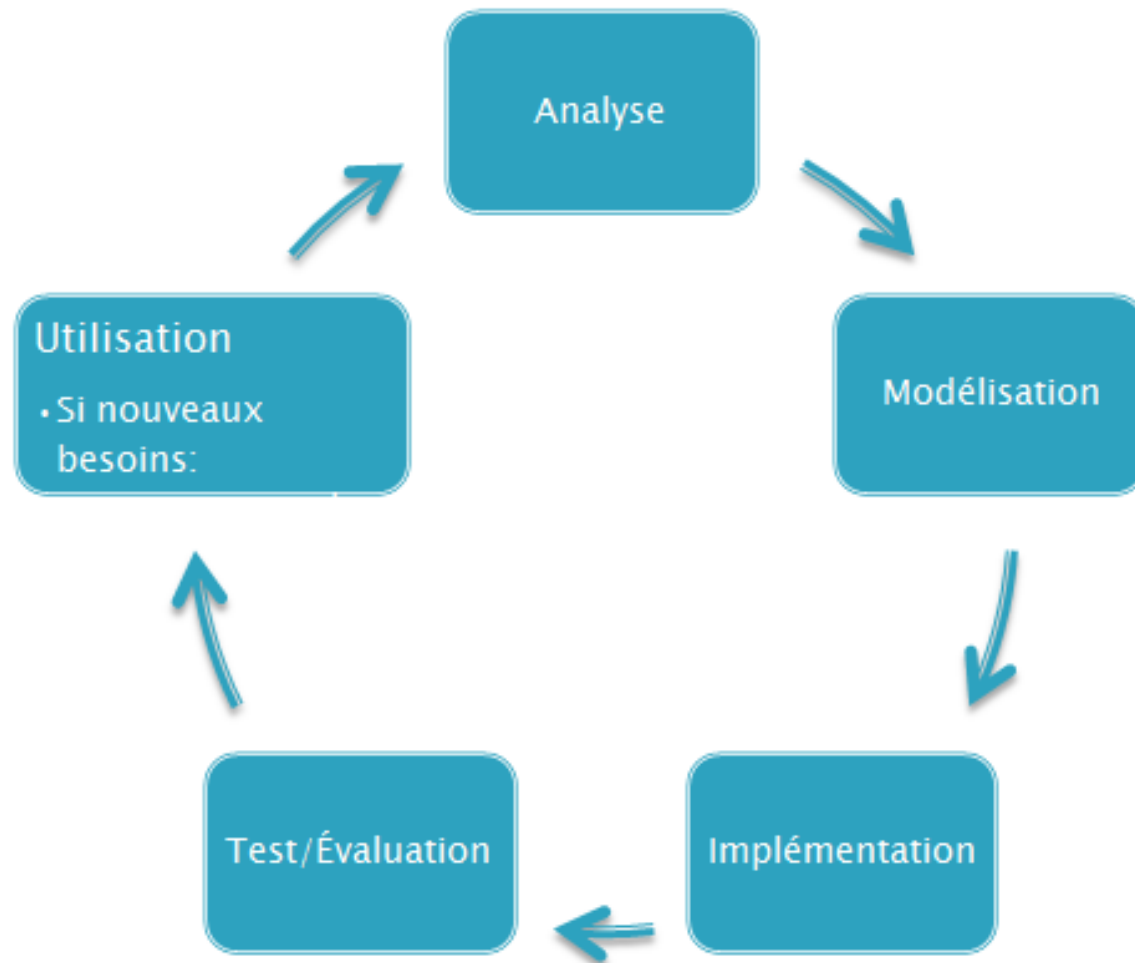 Analyse
Modélisation
Implémentation
Test/Évaluation
Utilisation
• Si nouveaux
besoins: